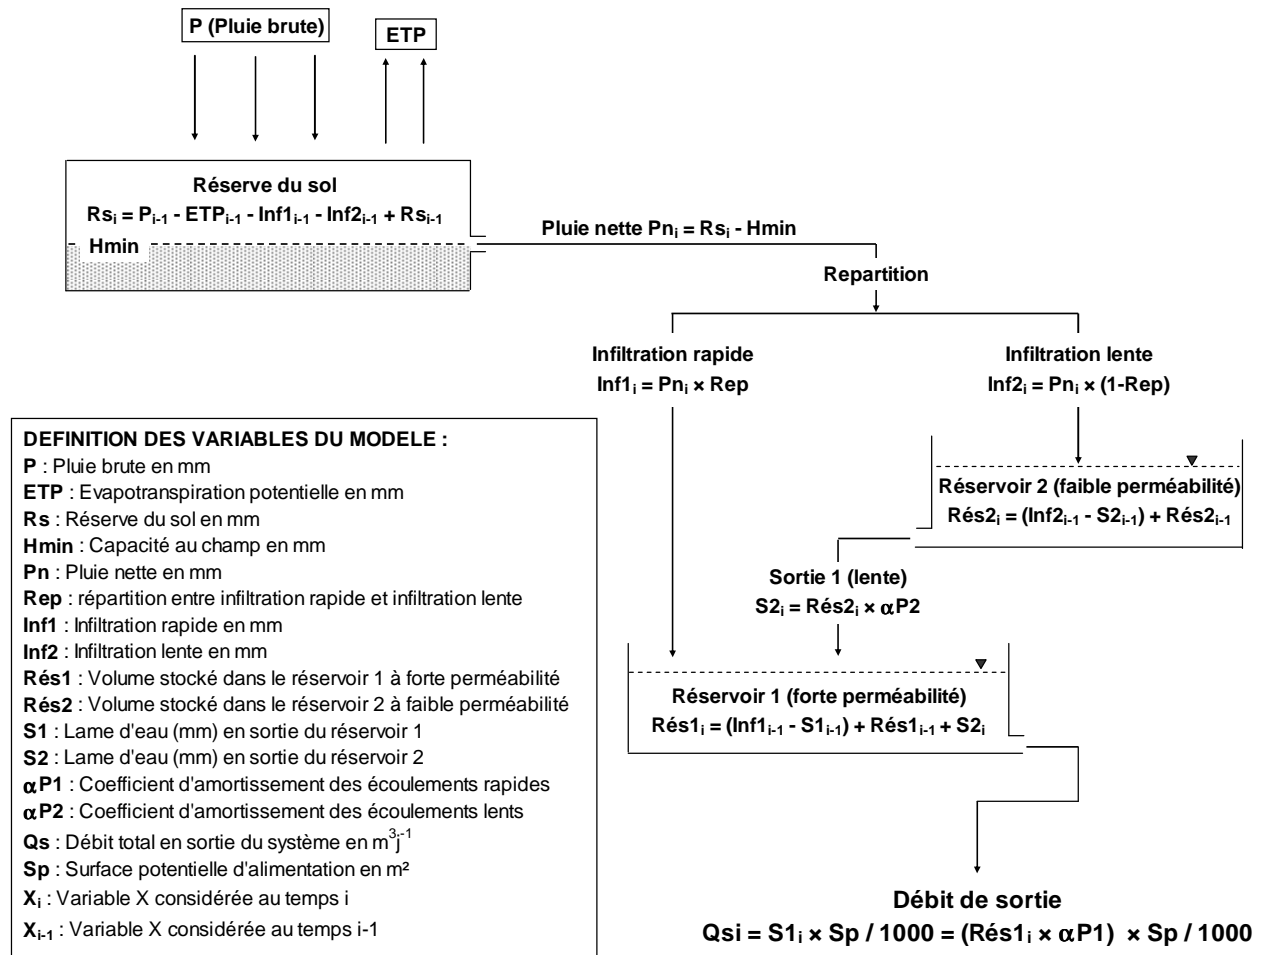 P (Pluie brute)
ETP
Réserve du sol
Rsᵢ = Pᵢ₋₁ - ETPᵢ₋₁ - Inf1ᵢ₋₁ - Inf2ᵢ₋₁ + Rsᵢ₋₁
Hmin
Pluie nette Pnᵢ = Rsᵢ - Hmin
Repartition
Infiltration rapide
Inf1ᵢ = Pnᵢ × Rep
Infiltration lente
Inf2ᵢ = Pnᵢ × (1-Rep)
Réservoir 2 (faible perméabilité)
Rés2ᵢ = (Inf2ᵢ₋₁ - S2ᵢ₋₁) + Rés2ᵢ₋₁
Sortie 1 (lente)
S2ᵢ = Rés2ᵢ × αP2
Réservoir 1 (forte perméabilité)
Rés1ᵢ = (Inf1ᵢ₋₁ - S1ᵢ₋₁) + Rés1ᵢ₋₁ + S2ᵢ
Débit de sortie
Qsi = S1ᵢ × Sp / 1000 = (Rés1ᵢ × αP1) × Sp / 1000
DEFINITION DES VARIABLES DU MODELE :
P : Pluie brute en mm
ETP : Evapotranspiration potentielle en mm
Rs : Réserve du sol en mm
Hmin : Capacité au champ en mm
Pn : Pluie nette en mm
Rep : répartition entre infiltration rapide et infiltration lente
Inf1 : Infiltration rapide en mm
Inf2 : Infiltration lente en mm
Rés1 : Volume stocké dans le réservoir 1 à forte perméabilité
Rés2 : Volume stocké dans le réservoir 2 à faible perméabilité
S1 : Lame d'eau (mm) en sortie du réservoir 1
S2 : Lame d'eau (mm) en sortie du réservoir 2
αP1 : Coefficient d'amortissement des écoulements rapides
αP2 : Coefficient d'amortissement des écoulements lents
Qs : Débit total en sortie du système en m³j⁻¹
Sp : Surface potentielle d'alimentation en m²
Xᵢ : Variable X considérée au temps i
Xᵢ₋₁ : Variable X considérée au temps i-1